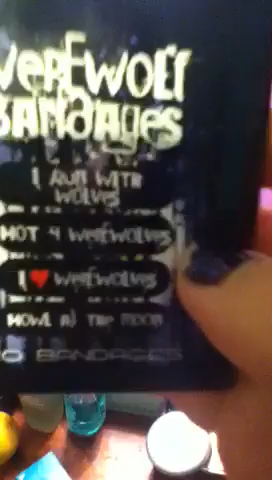 WEREWOLF
BANDAGES
I RUN WITH
WOLVES
HOT 4 WEREWOLVES
I ♥ WEREWOLVES
HOWL AT THE MOON
BANDAGES